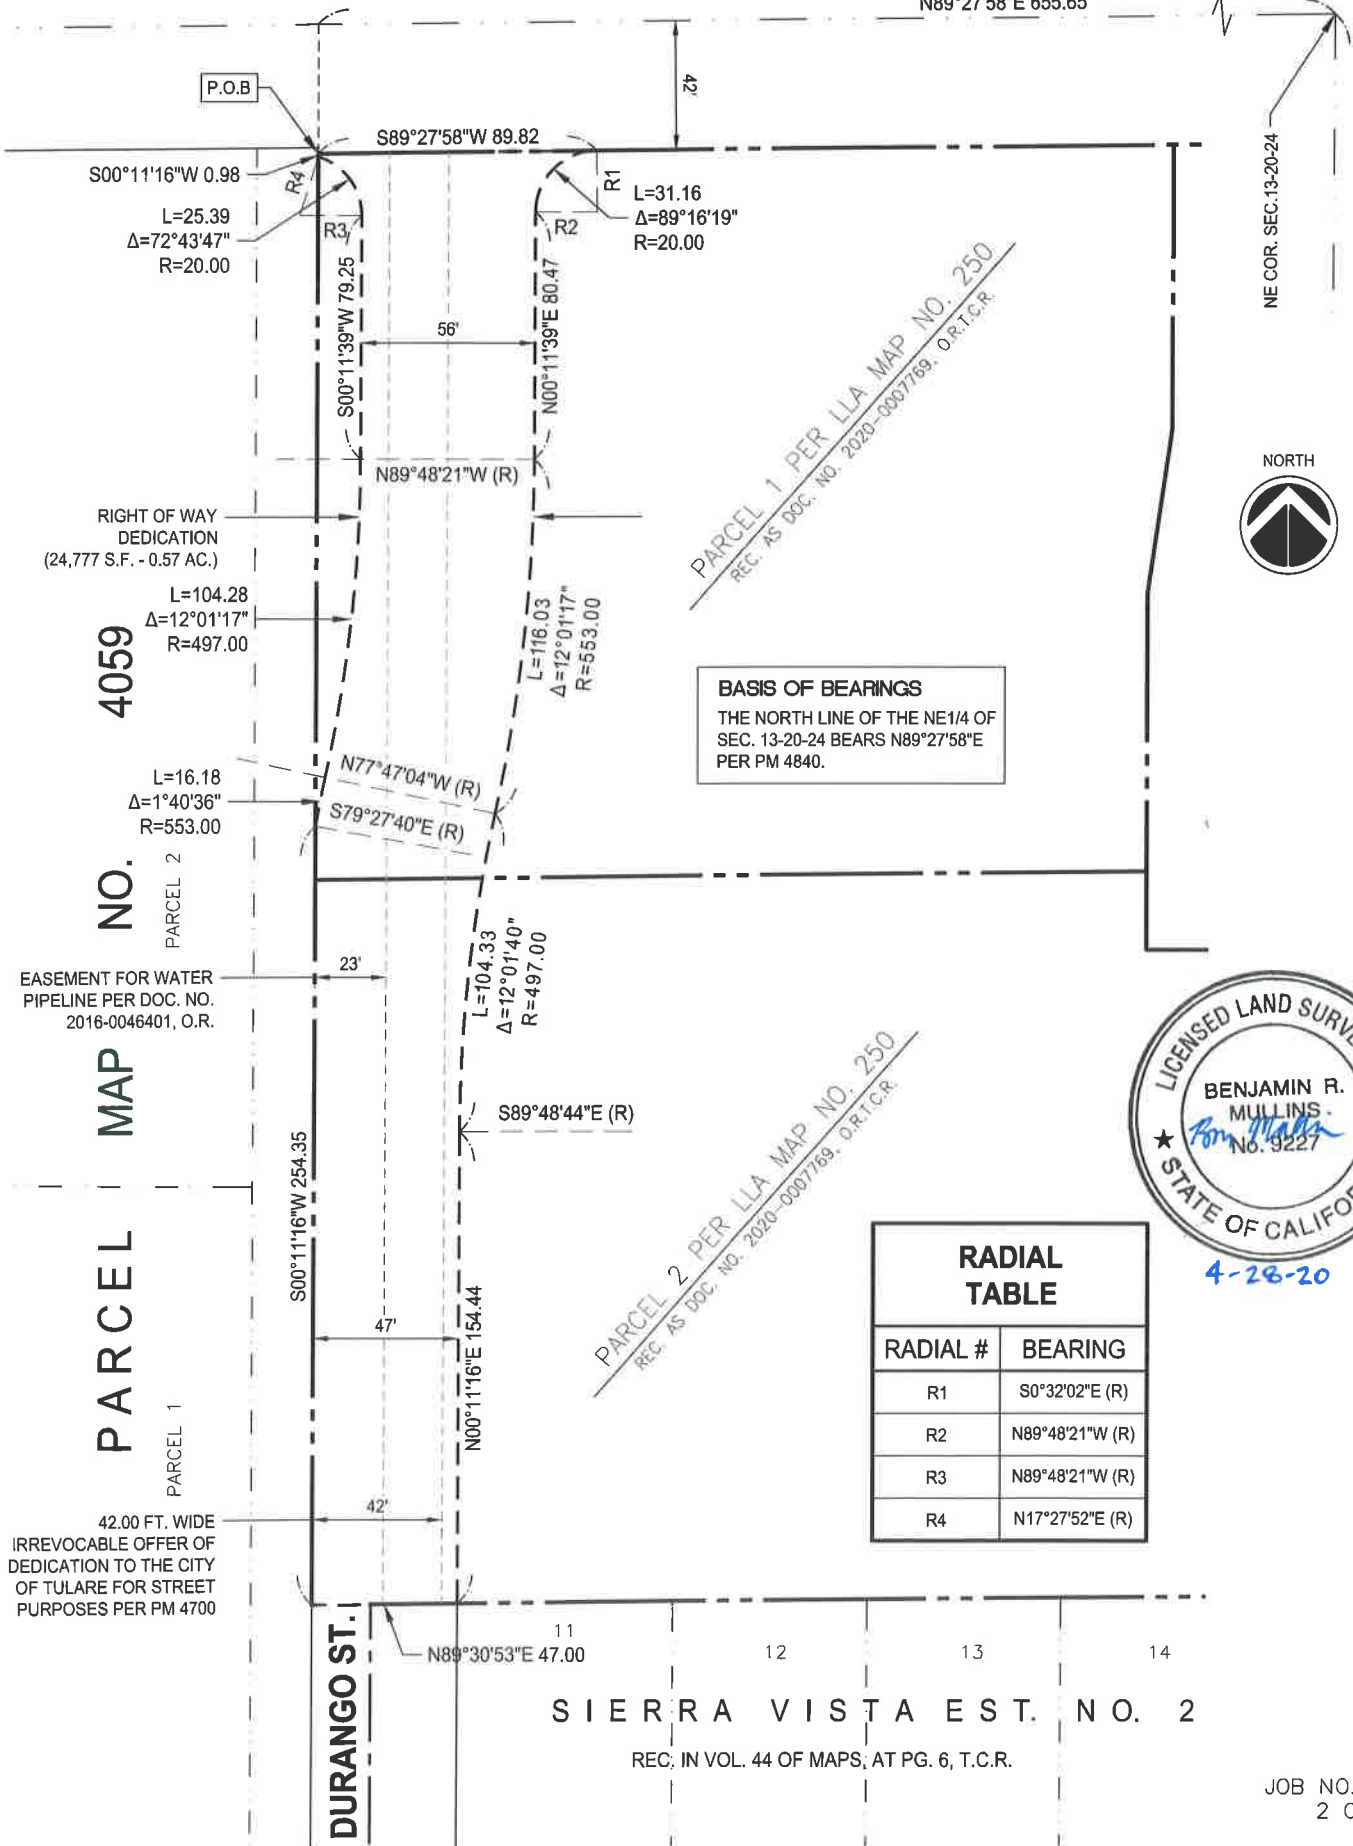 N89°27'58"E 655.65
42'
P.O.B
S89°27'58"W 89.82
S00°11'16"W 0.98
R4
R3
R1
R2
L=25.39
Δ=72°43'47"
R=20.00
L=31.16
Δ=89°16'19"
R=20.00
NE COR. SEC.13-20-24
S00°11'39"W 79.25
56'
N00°11'39"E 80.47
N89°48'21"W (R)
PARCEL 1 PER LLA MAP NO. 250
REC. AS DOC. NO. 2020-0007769, O.R.T.C.R.
NORTH
RIGHT OF WAY
DEDICATION
(24,777 S.F. - 0.57 AC.)
L=104.28
Δ=12°01'17"
R=497.00
L=116.03
Δ=12°01'17"
R=553.00
BASIS OF BEARINGS
THE NORTH LINE OF THE NE1/4 OF
SEC. 13-20-24 BEARS N89°27'58"E
PER PM 4840.
N77°47'04"W (R)
L=16.18
Δ=1°40'36"
R=553.00
S79°27'40"E (R)
PARCEL MAP NO. 4059
PARCEL 2
L=104.33
Δ=12°01'40"
R=497.00
23'
EASEMENT FOR WATER
PIPELINE PER DOC. NO.
2016-0046401, O.R.
S89°48'44"E (R)
PARCEL 2 PER LLA MAP NO. 250
REC. AS DOC. NO. 2020-0007769, O.R.T.C.R.
LICENSED LAND SURVE
BENJAMIN R.
MULLINS
No. 9227
STATE OF CALIFO
4-28-20
S00°11'16"W 254.35
47'
N00°11'16"E 154.44
PARCEL 1
RADIAL
TABLE
RADIAL # BEARING
R1 S0°32'02"E (R)
R2 N89°48'21"W (R)
R3 N89°48'21"W (R)
R4 N17°27'52"E (R)
42'
42.00 FT. WIDE
IRREVOCABLE OFFER OF
DEDICATION TO THE CITY
OF TULARE FOR STREET
PURPOSES PER PM 4700
DURANGO ST.
N89°30'53"E 47.00
11
12
13
14
SIERRA VISTA EST. NO. 2
REC. IN VOL. 44 OF MAPS, AT PG. 6, T.C.R.
JOB NO.
2 O